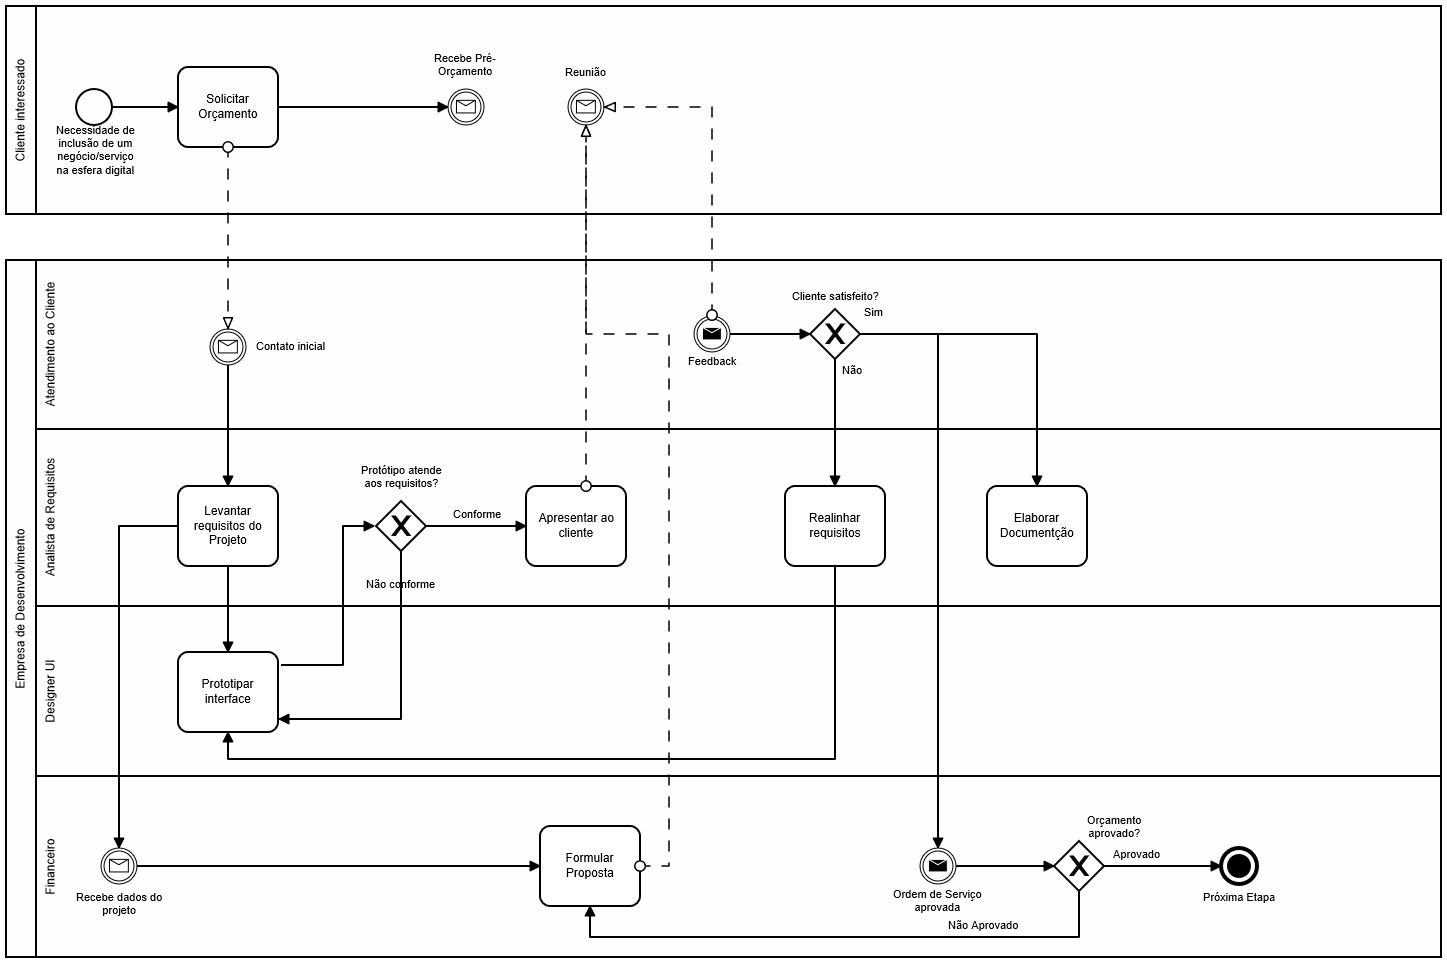 Cliente interessado
Necessidade de
inclusão de um
negócio/serviço
na esfera digital
Solicitar
Orçamento
Recebe Pré-
Orçamento
Reunião
Empresa de Desenvolvimento
Atendimento ao Cliente
Contato inicial
Feedback
Cliente satisfeito?
Sim
Não
Analista de Requisitos
Levantar
requisitos do
Projeto
Protótipo atende
aos requisitos?
Conforme
Não conforme
Apresentar ao
cliente
Realinhar
requisitos
Elaborar
Documentção
Designer UI
Prototipar
interface
Financeiro
Recebe dados do
projeto
Formular
Proposta
Ordem de Serviço
aprovada
Orçamento
aprovado?
Aprovado
Não Aprovado
Próxima Etapa